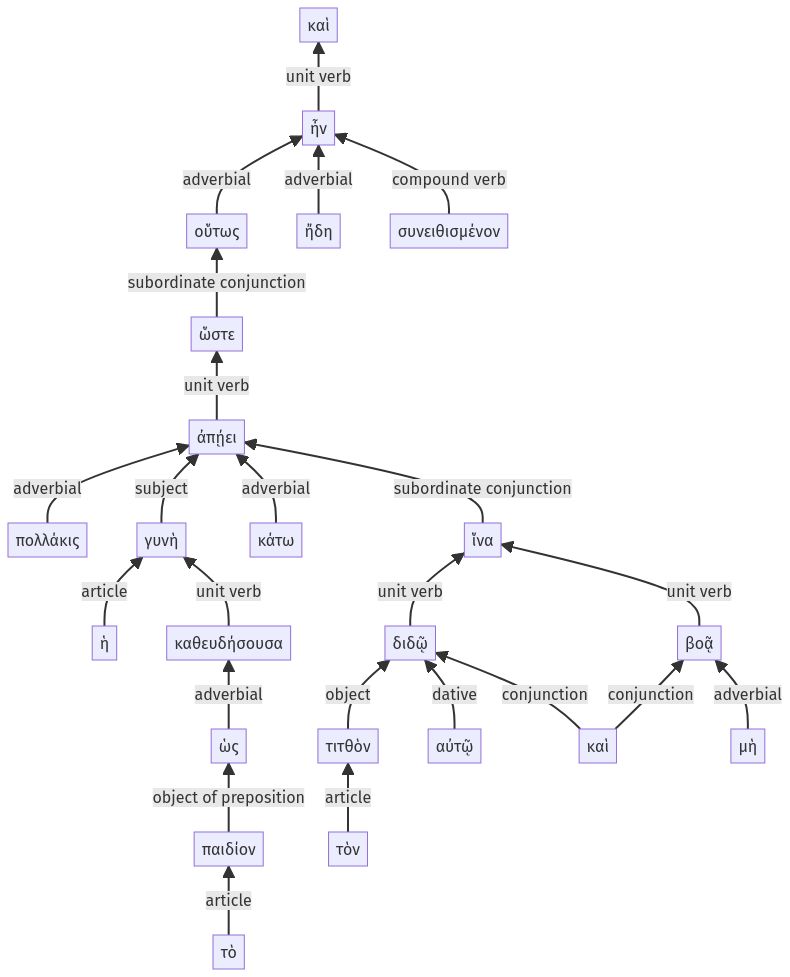 καὶ
unit verb
ἦν
adverbial adverbial compound verb
οὕτως ἤδη συνειθισμένον
subordinate conjunction
ὥστε
unit verb
ἀπῄει
adverbial subject adverbial subordinate conjunction
πολλάκις γυνὴ κάτω ἵνα
article unit verb unit verb unit verb
ἡ καθευδήσουσα διδῷ βοᾷ
adverbial object dative conjunction conjunction adverbial
ὡς τιτθὸν αὐτῷ καὶ μὴ
object of preposition article
παιδίον τὸν
article
τὸ